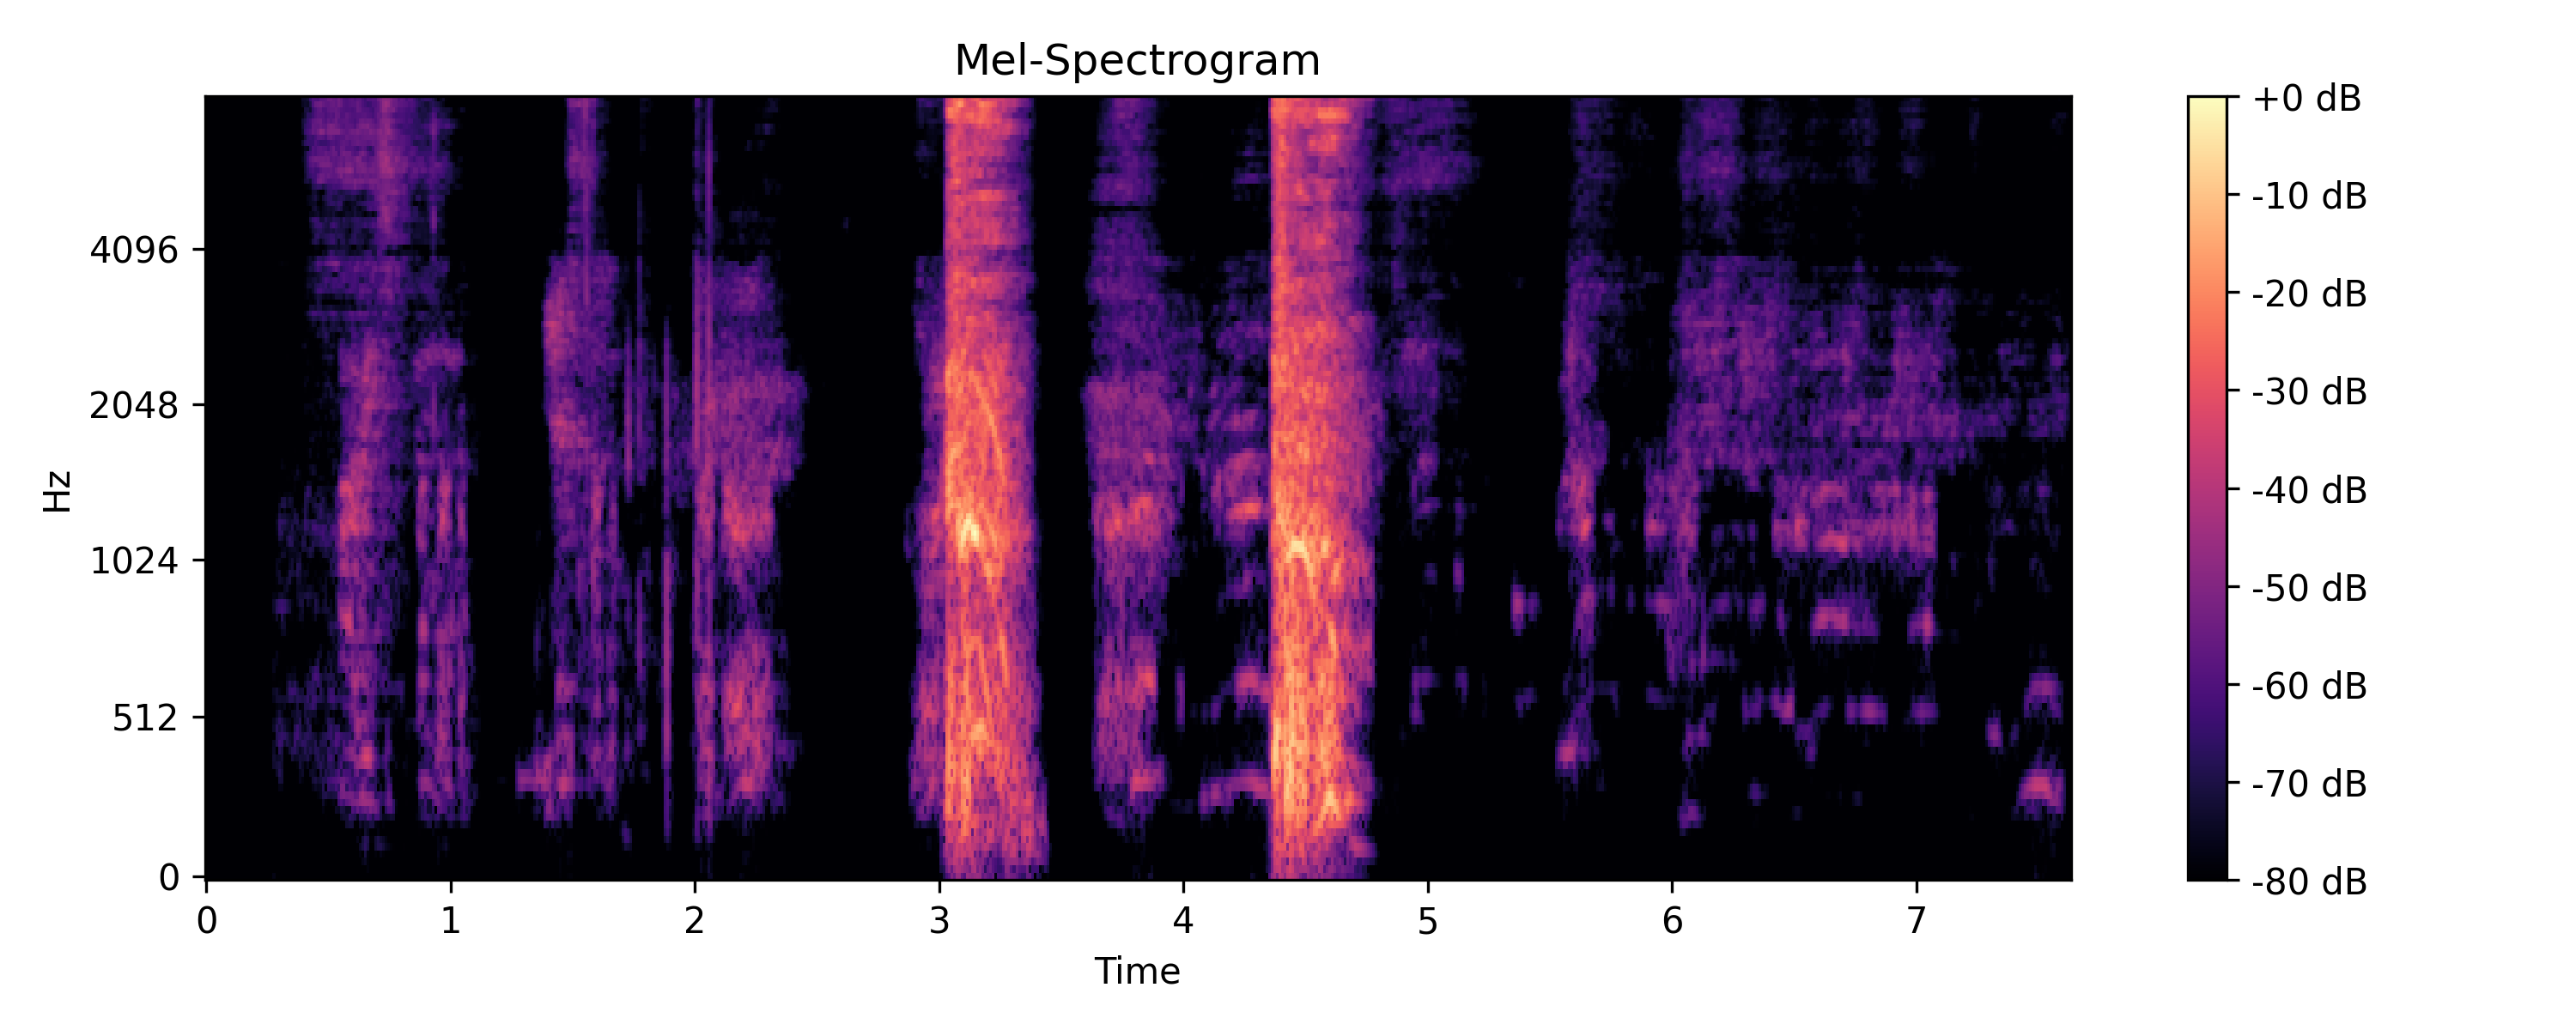 Mel-Spectrogram
+0 dB
-10 dB
-20 dB
-30 dB
-40 dB
-50 dB
-60 dB
-70 dB
-80 dB
Hz
4096
2048
1024
512
0
0 1 2 3 4 5 6 7
Time